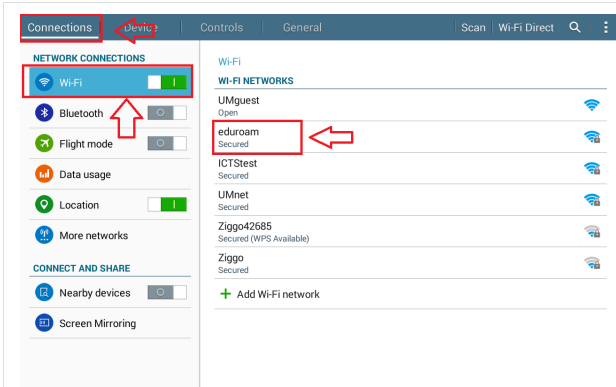 Connections Device Controls General Scan Wi-Fi Direct
NETWORK CONNECTIONS
Wi-Fi
Bluetooth
Flight mode
Data usage
Location
More networks
CONNECT AND SHARE
Nearby devices
Screen Mirroring
Wi-Fi
WI-FI NETWORKS
UMguest
Open
eduroam
Secured
ICTStest
Secured
UMnet
Secured
Ziggo42685
Secured (WPS Available)
Ziggo
Secured
Add Wi-Fi network